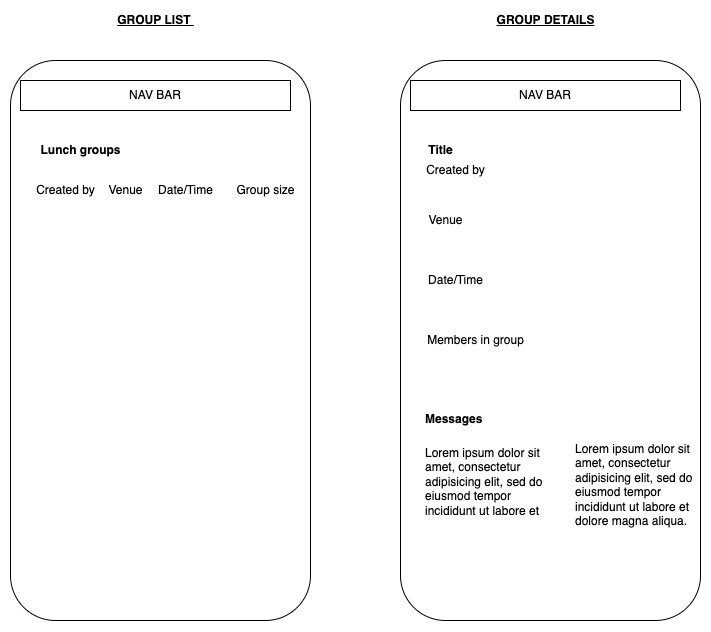 GROUP LIST
NAV BAR
Lunch groups
Created by Venue Date/Time Group size
GROUP DETAILS
NAV BAR
Title
Created by
Venue
Date/Time
Members in group
Messages
Lorem ipsum dolor sit
amet, consectetur
adipisicing elit, sed do
eiusmod tempor
incididunt ut labore et
Lorem ipsum dolor sit
amet, consectetur
adipisicing elit, sed do
eiusmod tempor
incididunt ut labore et
dolore magna aliqua.